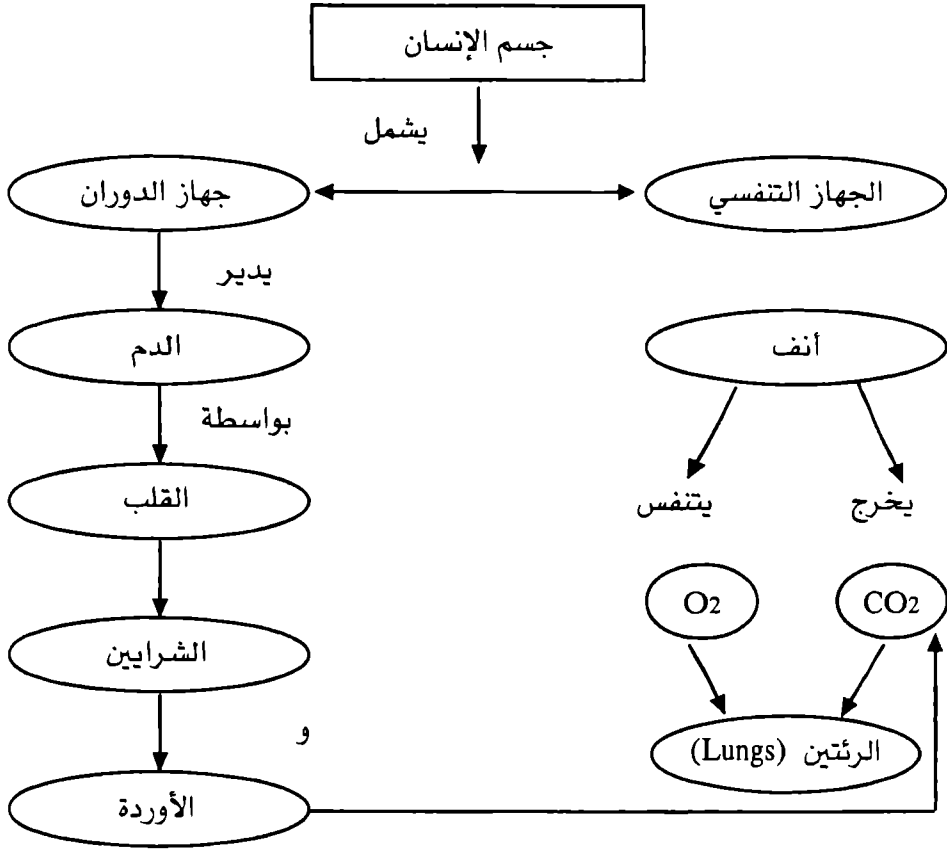 جسم الإنسان
يشمل
الجهاز التنفسي
جهاز الدوران
يدير
أنف
الدم
بواسطة
يخرج
يتنفس
القلب
CO2
O2
الشرايين
و
الرئتين (Lungs)
الأوردة